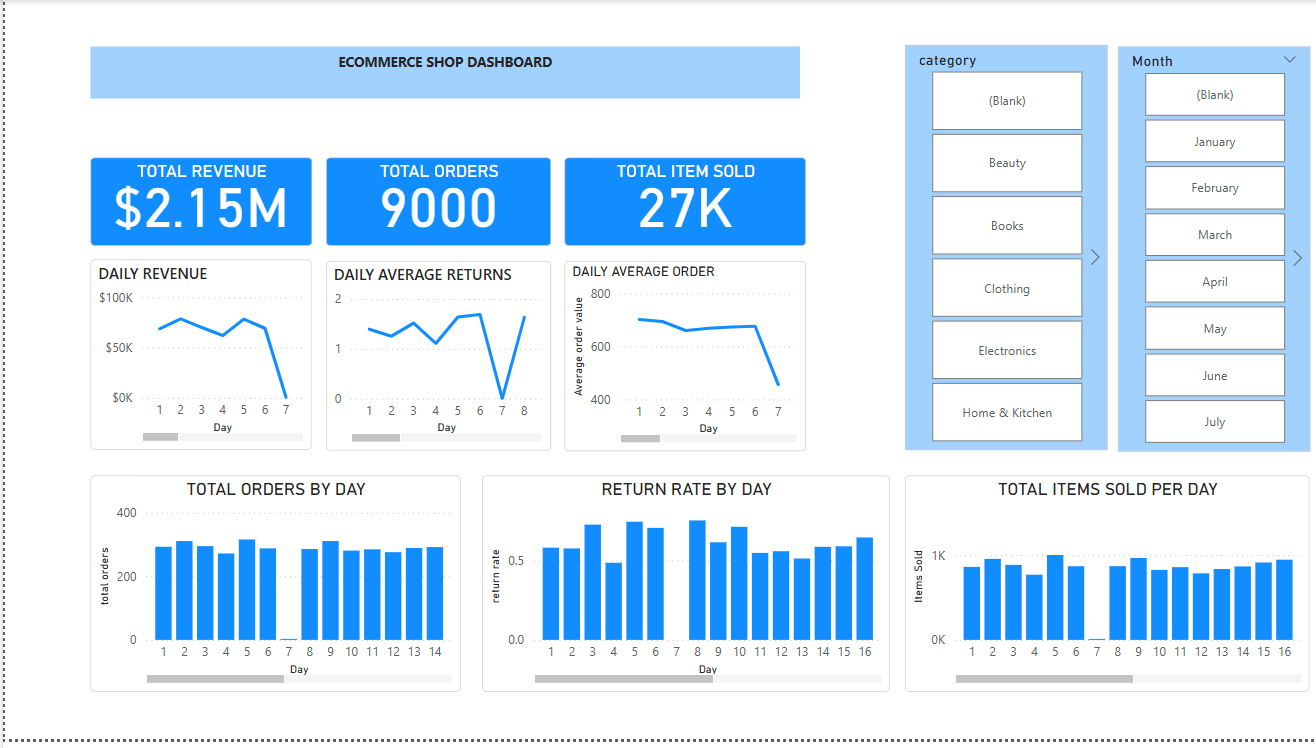 ECOMMERCE SHOP DASHBOARD
category
(Blank)
Beauty
Books
Clothing
Electronics
Home & Kitchen
Month
(Blank)
January
February
March
April
May
June
July
TOTAL REVENUE
$2.15M
TOTAL ORDERS
9000
TOTAL ITEM SOLD
27K
DAILY REVENUE
$100K
$50K
$0K
1 2 3 4 5 6 7
Day
DAILY AVERAGE RETURNS
2
1
0
1 2 3 4 5 6 7 8
Day
DAILY AVERAGE ORDER
Average order value
800
600
400
1 2 3 4 5 6 7
Day
TOTAL ORDERS BY DAY
total orders
400
200
0
1 2 3 4 5 6 7 8 9 10 11 12 13 14
Day
RETURN RATE BY DAY
return rate
0.5
0.0
1 2 3 4 5 6 7 8 9 10 11 12 13 14 15 16
Day
TOTAL ITEMS SOLD PER DAY
Items Sold
1K
0K
1 2 3 4 5 6 7 8 9 10 11 12 13 14 15 16